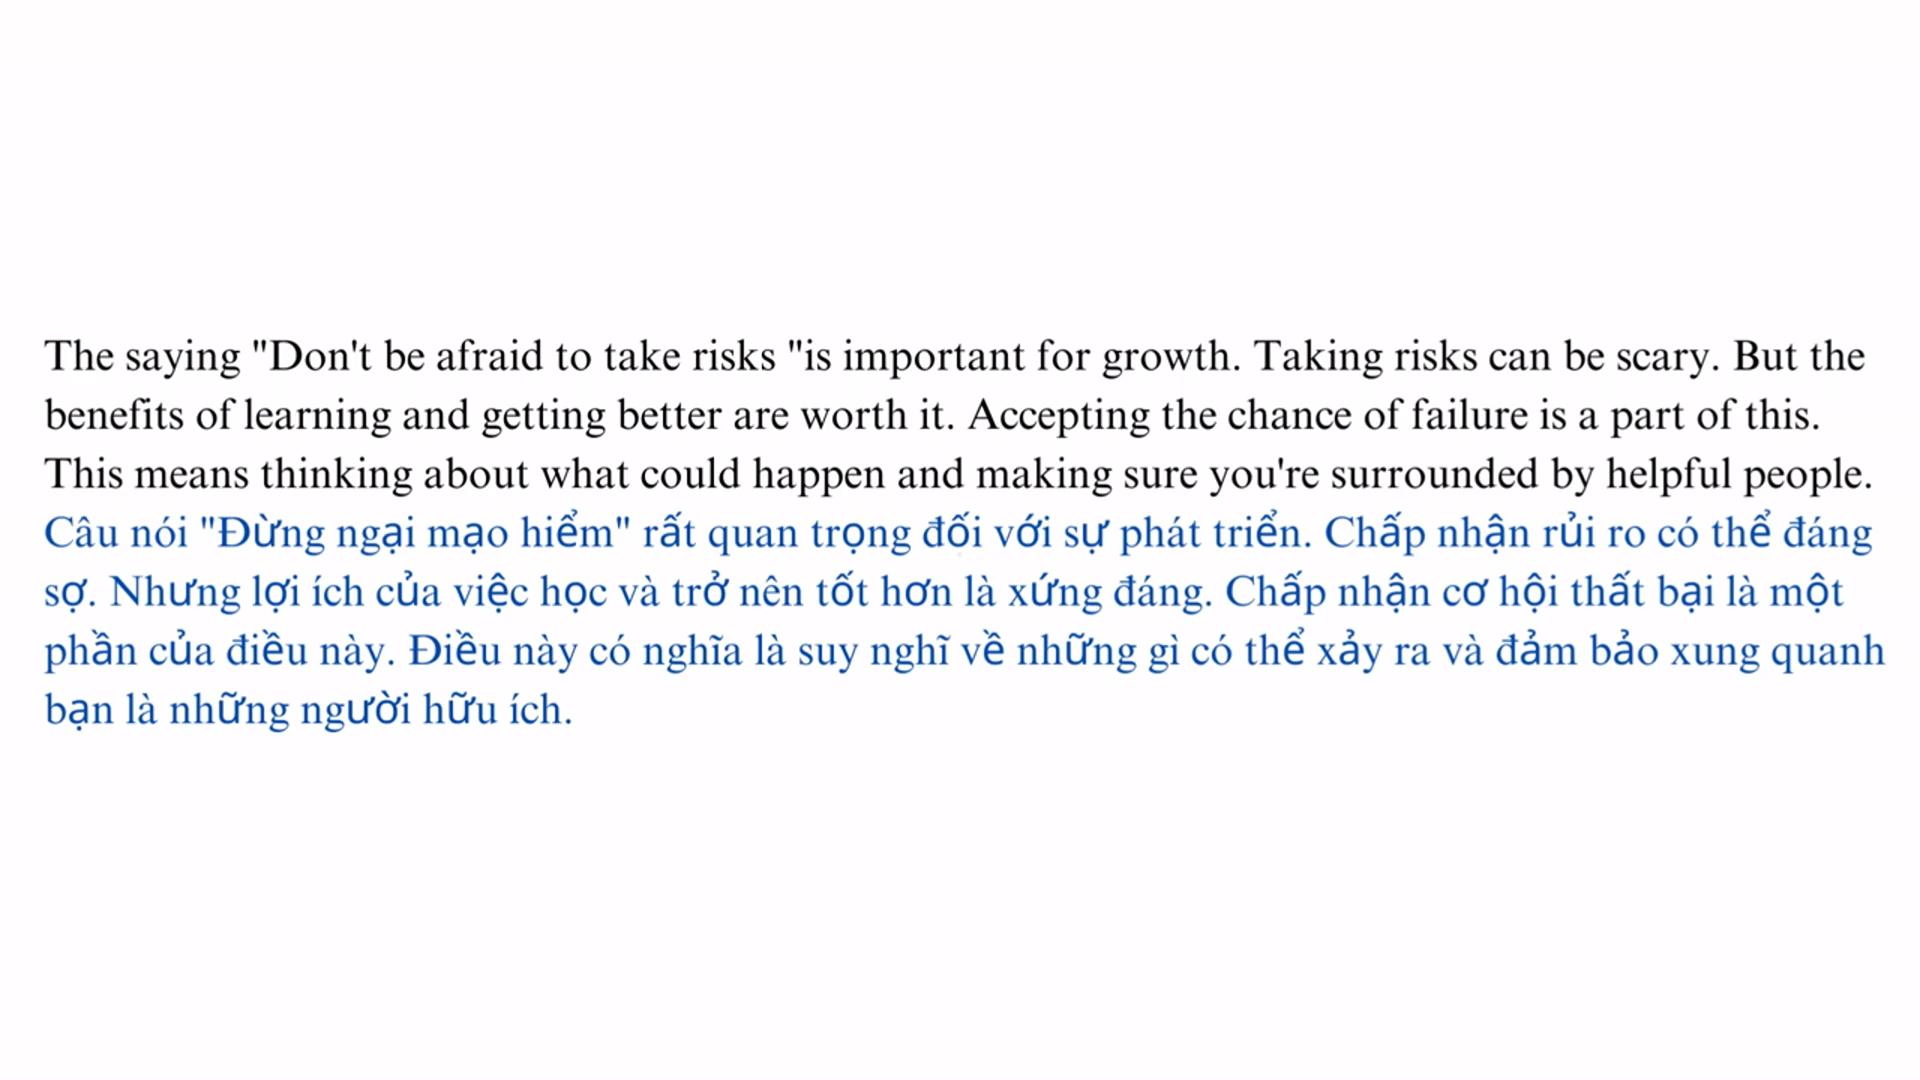 The saying "Don't be afraid to take risks "is important for growth. Taking risks can be scary. But the
benefits of learning and getting better are worth it. Accepting the chance of failure is a part of this.
This means thinking about what could happen and making sure you're surrounded by helpful people.
Câu nói "Đừng ngại mạo hiểm" rất quan trọng đối với sự phát triển. Chấp nhận rủi ro có thể đáng
sợ. Nhưng lợi ích của việc học và trở nên tốt hơn là xứng đáng. Chấp nhận cơ hội thất bại là một
phần của điều này. Điều này có nghĩa là suy nghĩ về những gì có thể xảy ra và đảm bảo xung quanh
bạn là những người hữu ích.